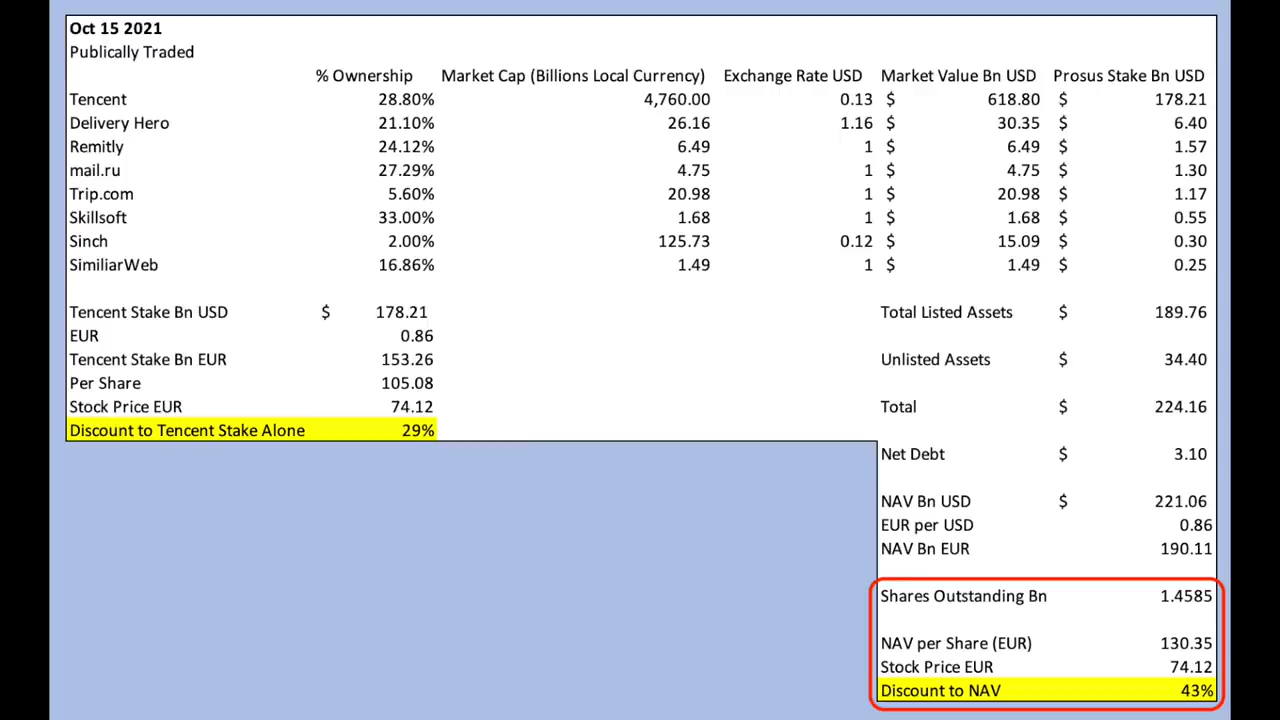 Oct 15 2021
Publically Traded
% Ownership Market Cap (Billions Local Currency) Exchange Rate USD Market Value Bn USD Prosus Stake Bn USD
Tencent 28.80% 4,760.00 0.13 $ 618.80 $ 178.21
Delivery Hero 21.10% 26.16 1.16 $ 30.35 $ 6.40
Remitly 24.12% 6.49 1 $ 6.49 $ 1.57
mail.ru 27.29% 4.75 1 $ 4.75 $ 1.30
Trip.com 5.60% 20.98 1 $ 20.98 $ 1.17
Skillsoft 33.00% 1.68 1 $ 1.68 $ 0.55
Sinch 2.00% 125.73 0.12 $ 15.09 $ 0.30
SimiliarWeb 16.86% 1.49 1 $ 1.49 $ 0.25
Tencent Stake Bn USD $ 178.21 Total Listed Assets $ 189.76
EUR 0.86
Tencent Stake Bn EUR 153.26 Unlisted Assets $ 34.40
Per Share 105.08
Stock Price EUR 74.12 Total $ 224.16
Discount to Tencent Stake Alone 29%
Net Debt $ 3.10
NAV Bn USD $ 221.06
EUR per USD 0.86
NAV Bn EUR 190.11
Shares Outstanding Bn 1.4585
NAV per Share (EUR) 130.35
Stock Price EUR 74.12
Discount to NAV 43%